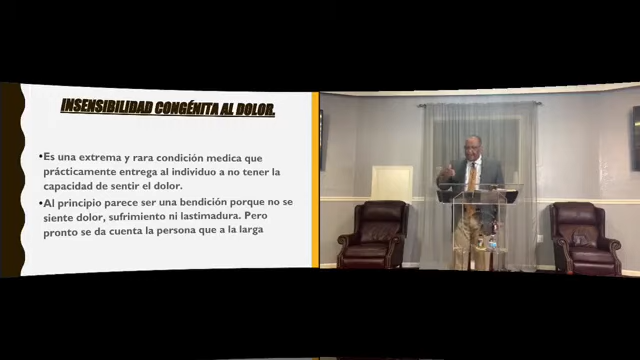 INSENSIBILIDAD CONGÉNITA AL DOLOR.
•Es una extrema y rara condición medica que
prácticamente entrega al individuo a no tener la
capacidad de sentir el dolor.
•Al principio parece ser una bendición porque no se
siente dolor, sufrimiento ni lastimadura. Pero
pronto se da cuenta la persona que a la larga